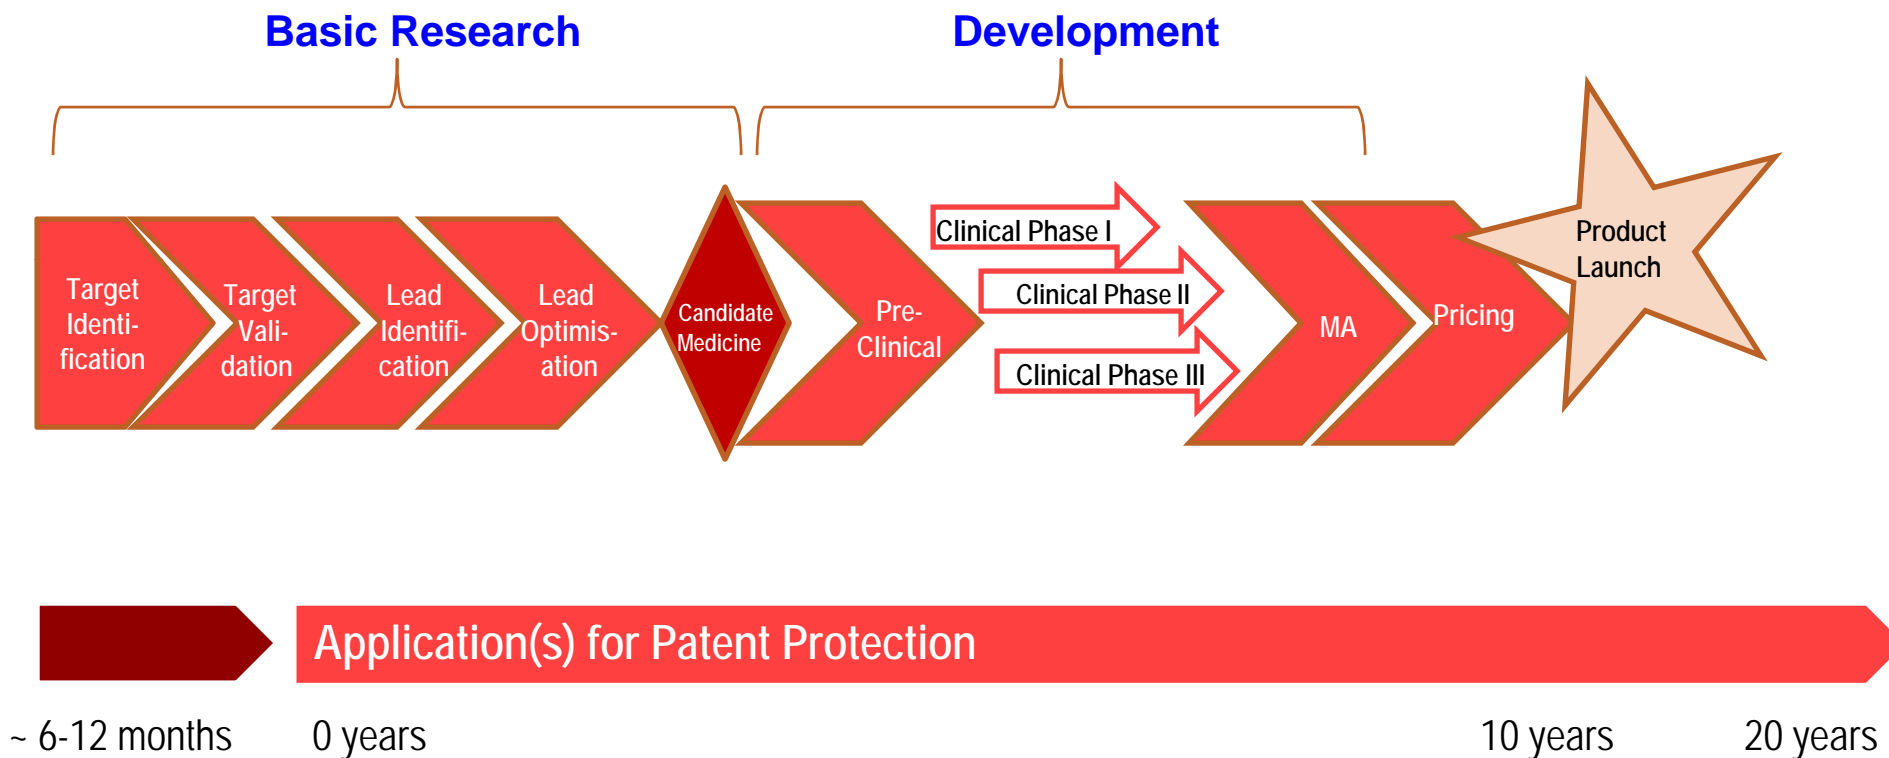 Basic Research
Development
Target
Identi-
fication
Target
Vali-
dation
Lead
Identifi-
cation
Lead
Optimis-
ation
Candidate
Medicine
Pre-
Clinical
Clinical Phase I
Clinical Phase II
Clinical Phase III
MA
Pricing
Product
Launch
Application(s) for Patent Protection
~ 6-12 months
0 years
10 years
20 years